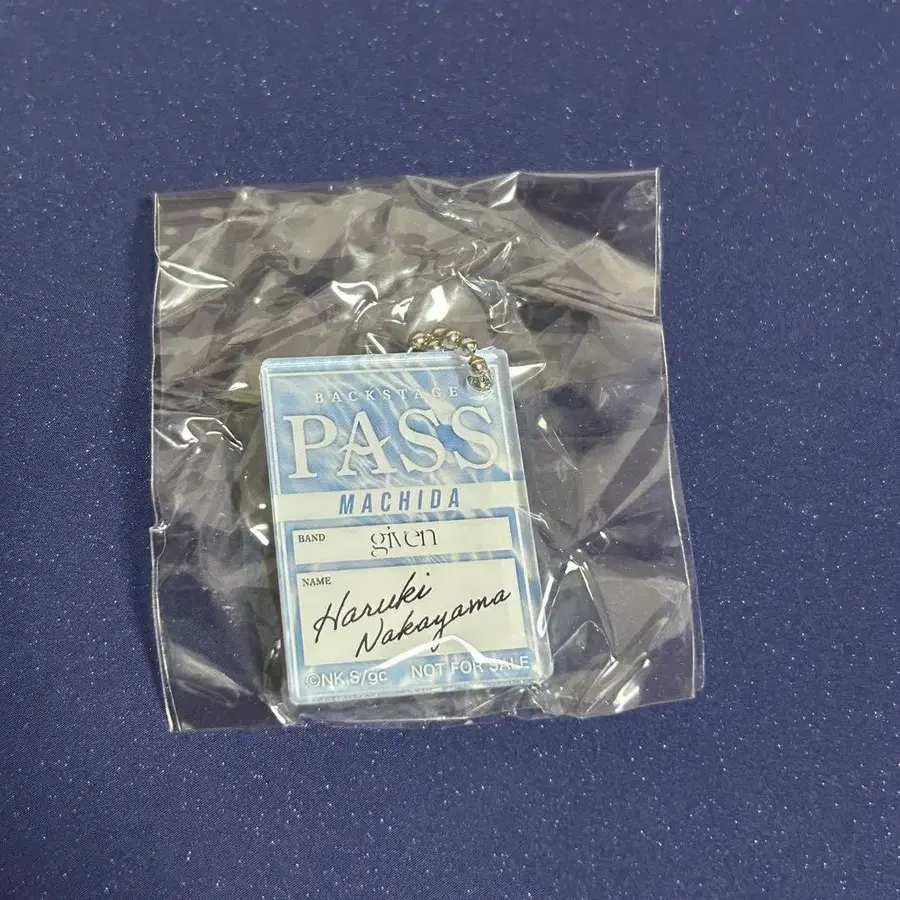 BACKSTAGE
PASS
MACHIDA
BAND given
NAME
Haruki
Nakayama
©NK,S/gc NOT FOR SALE